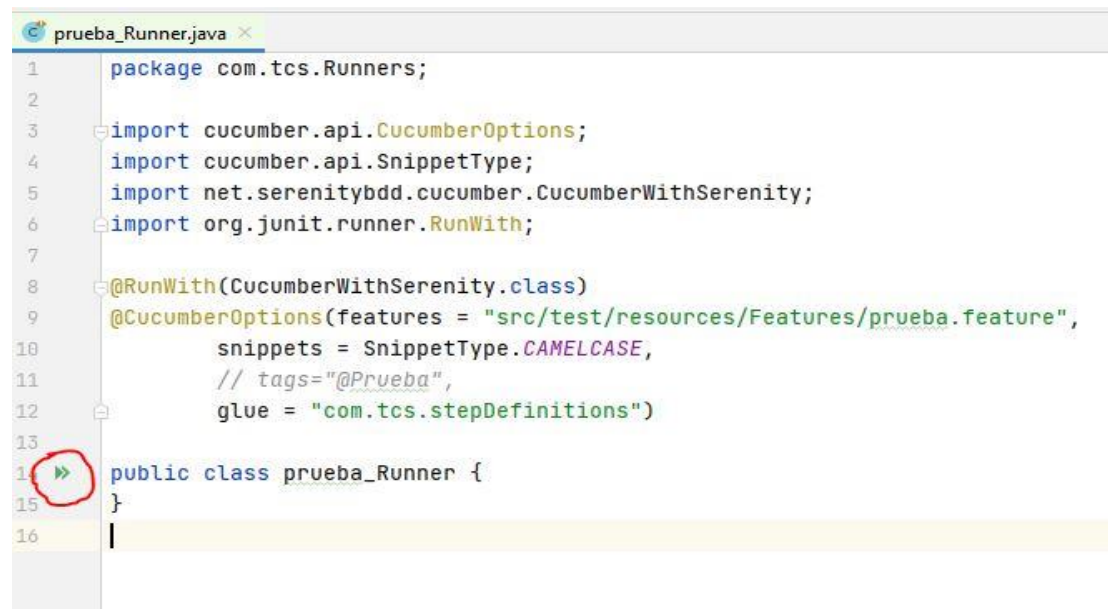 prueba_Runner.java
1 package com.tcs.Runners;
2
3 import cucumber.api.CucumberOptions;
4 import cucumber.api.SnippetType;
5 import net.serenitybdd.cucumber.CucumberWithSerenity;
6 import org.junit.runner.RunWith;
7
8 @RunWith(CucumberWithSerenity.class)
9 @CucumberOptions(features = "src/test/resources/Features/prueba.feature",
10 snippets = SnippetType.CAMELCASE,
11 // tags="@Prueba",
12 glue = "com.tcs.stepDefinitions")
13
14 public class prueba_Runner {
15 }
16